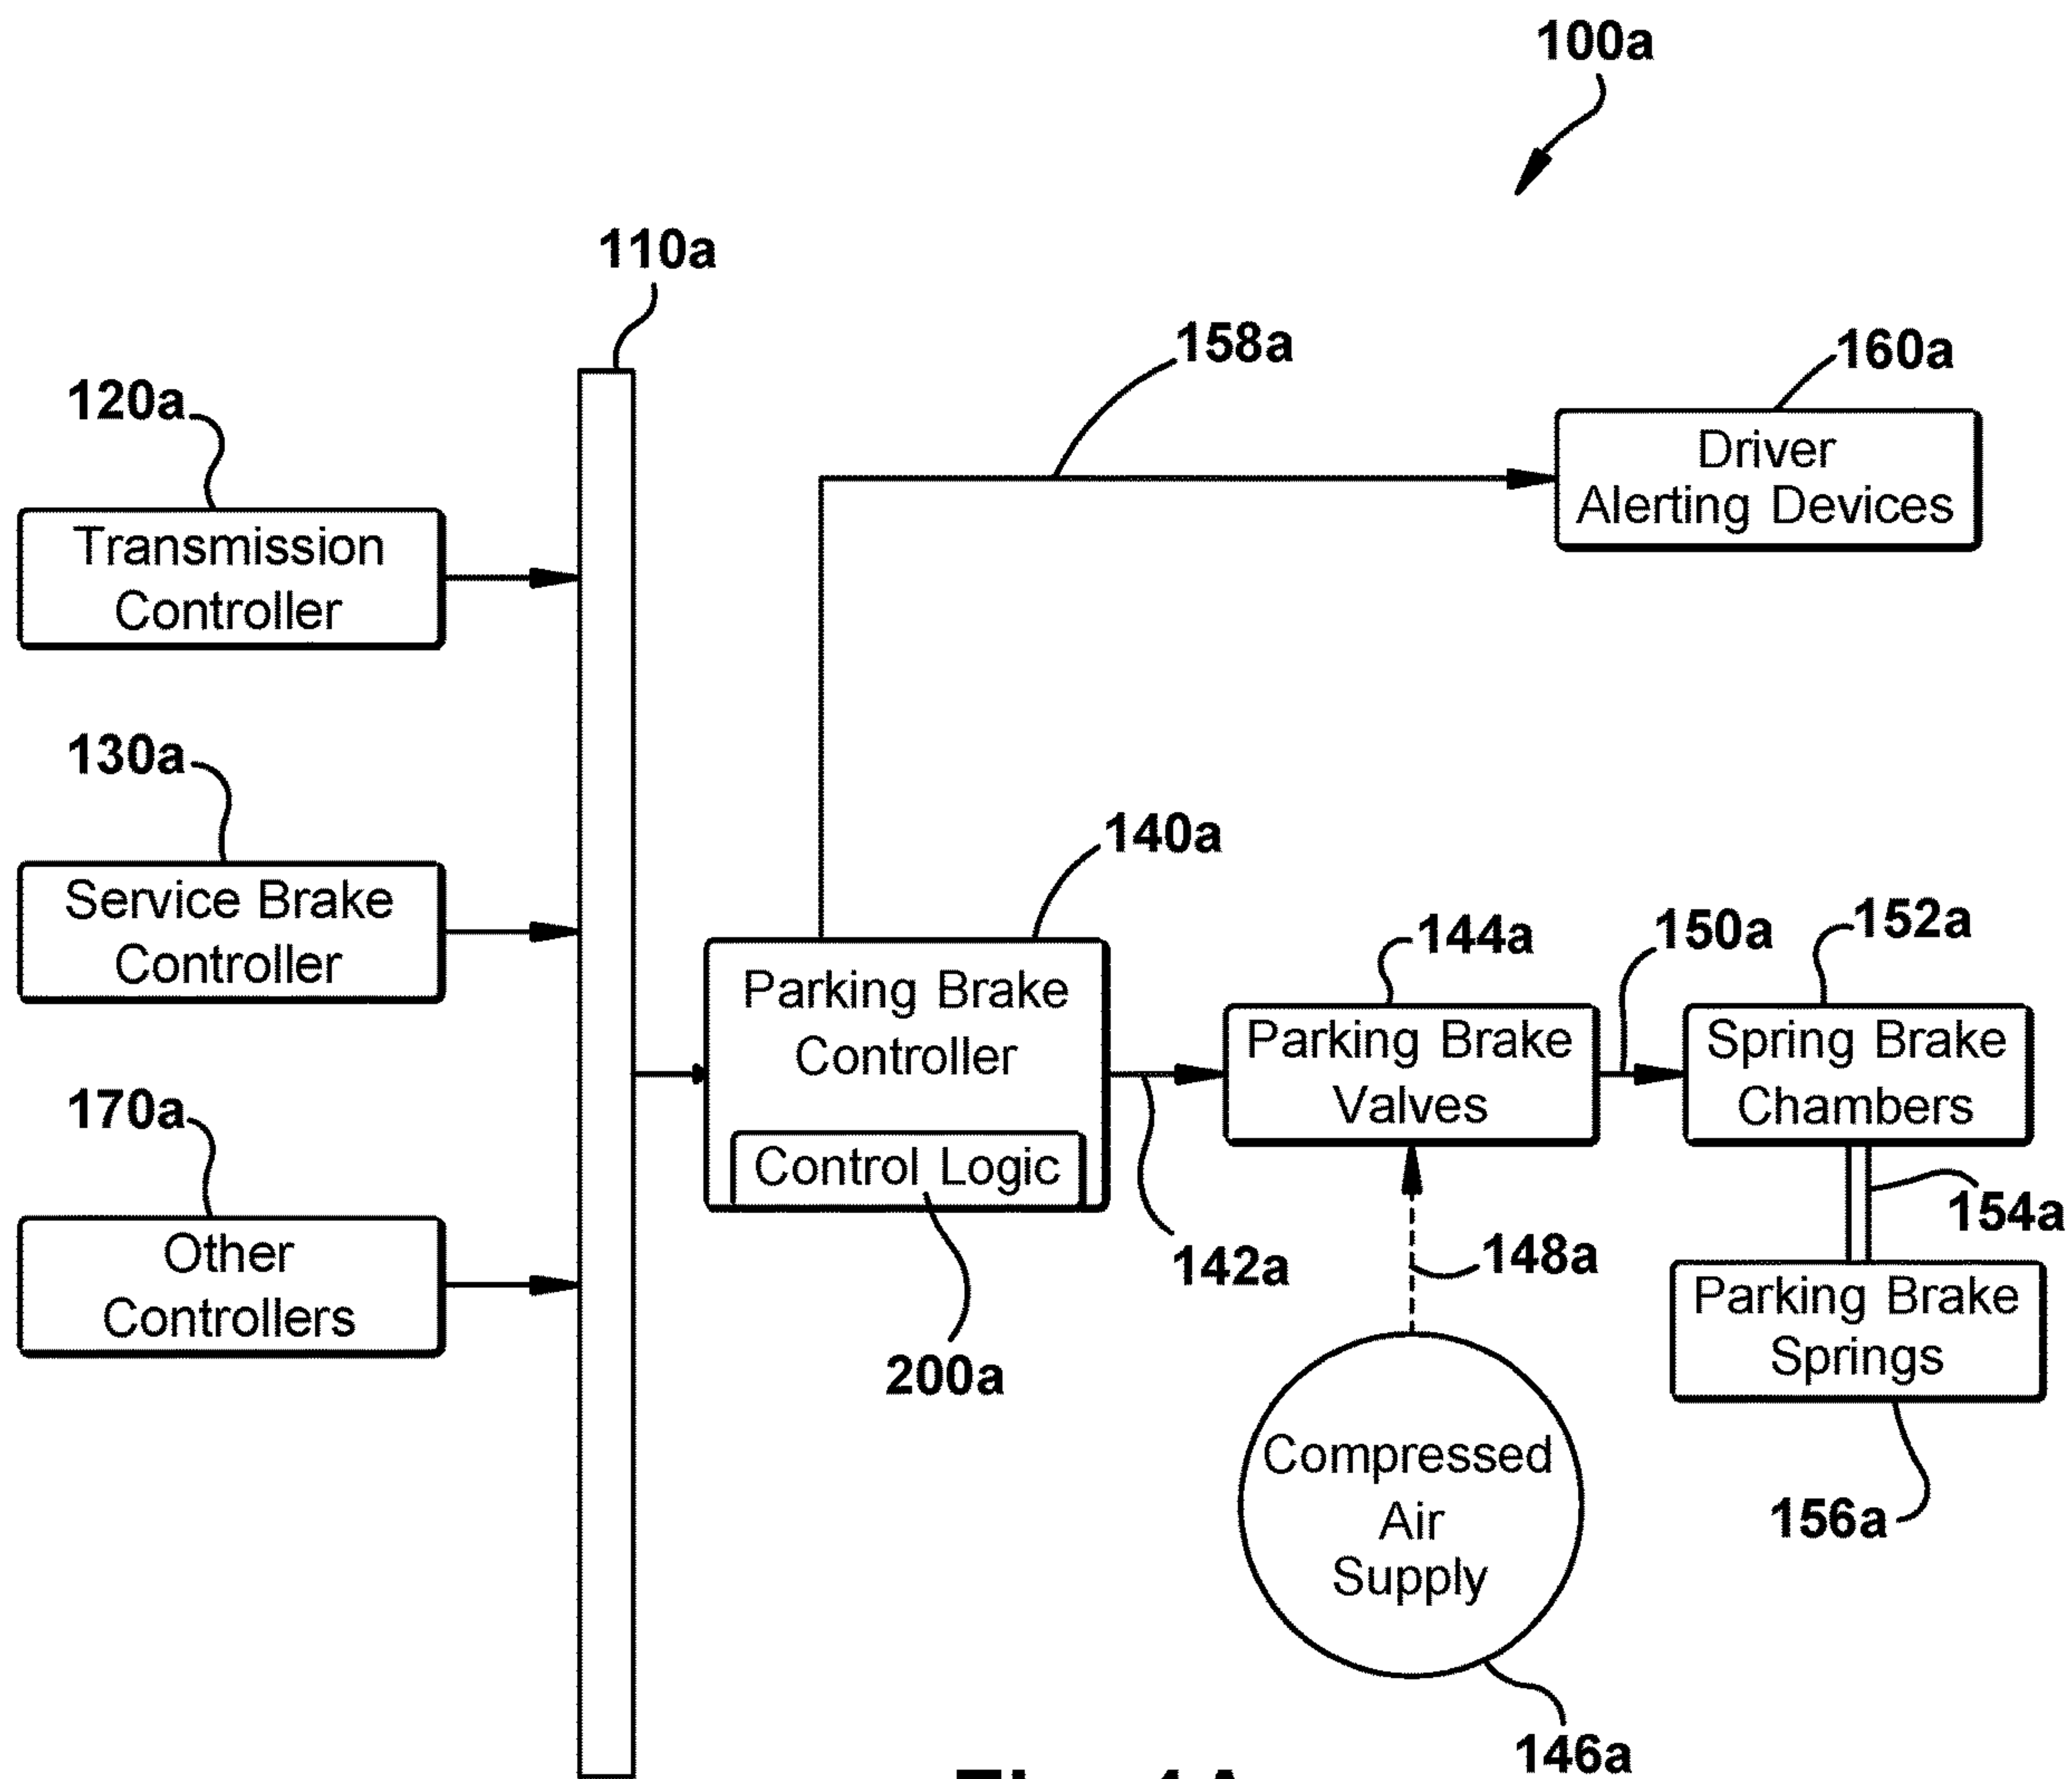 100a
110a
158a
160a
Driver
Alerting Devices
120a
Transmission
Controller
130a
Service Brake
Controller
140a
Parking Brake
Controller
Control Logic
200a
142a
144a
Parking Brake
Valves
150a
152a
Spring Brake
Chambers
154a
148a
Parking Brake
Springs
156a
170a
Other
Controllers
Compressed
Air
Supply
146a